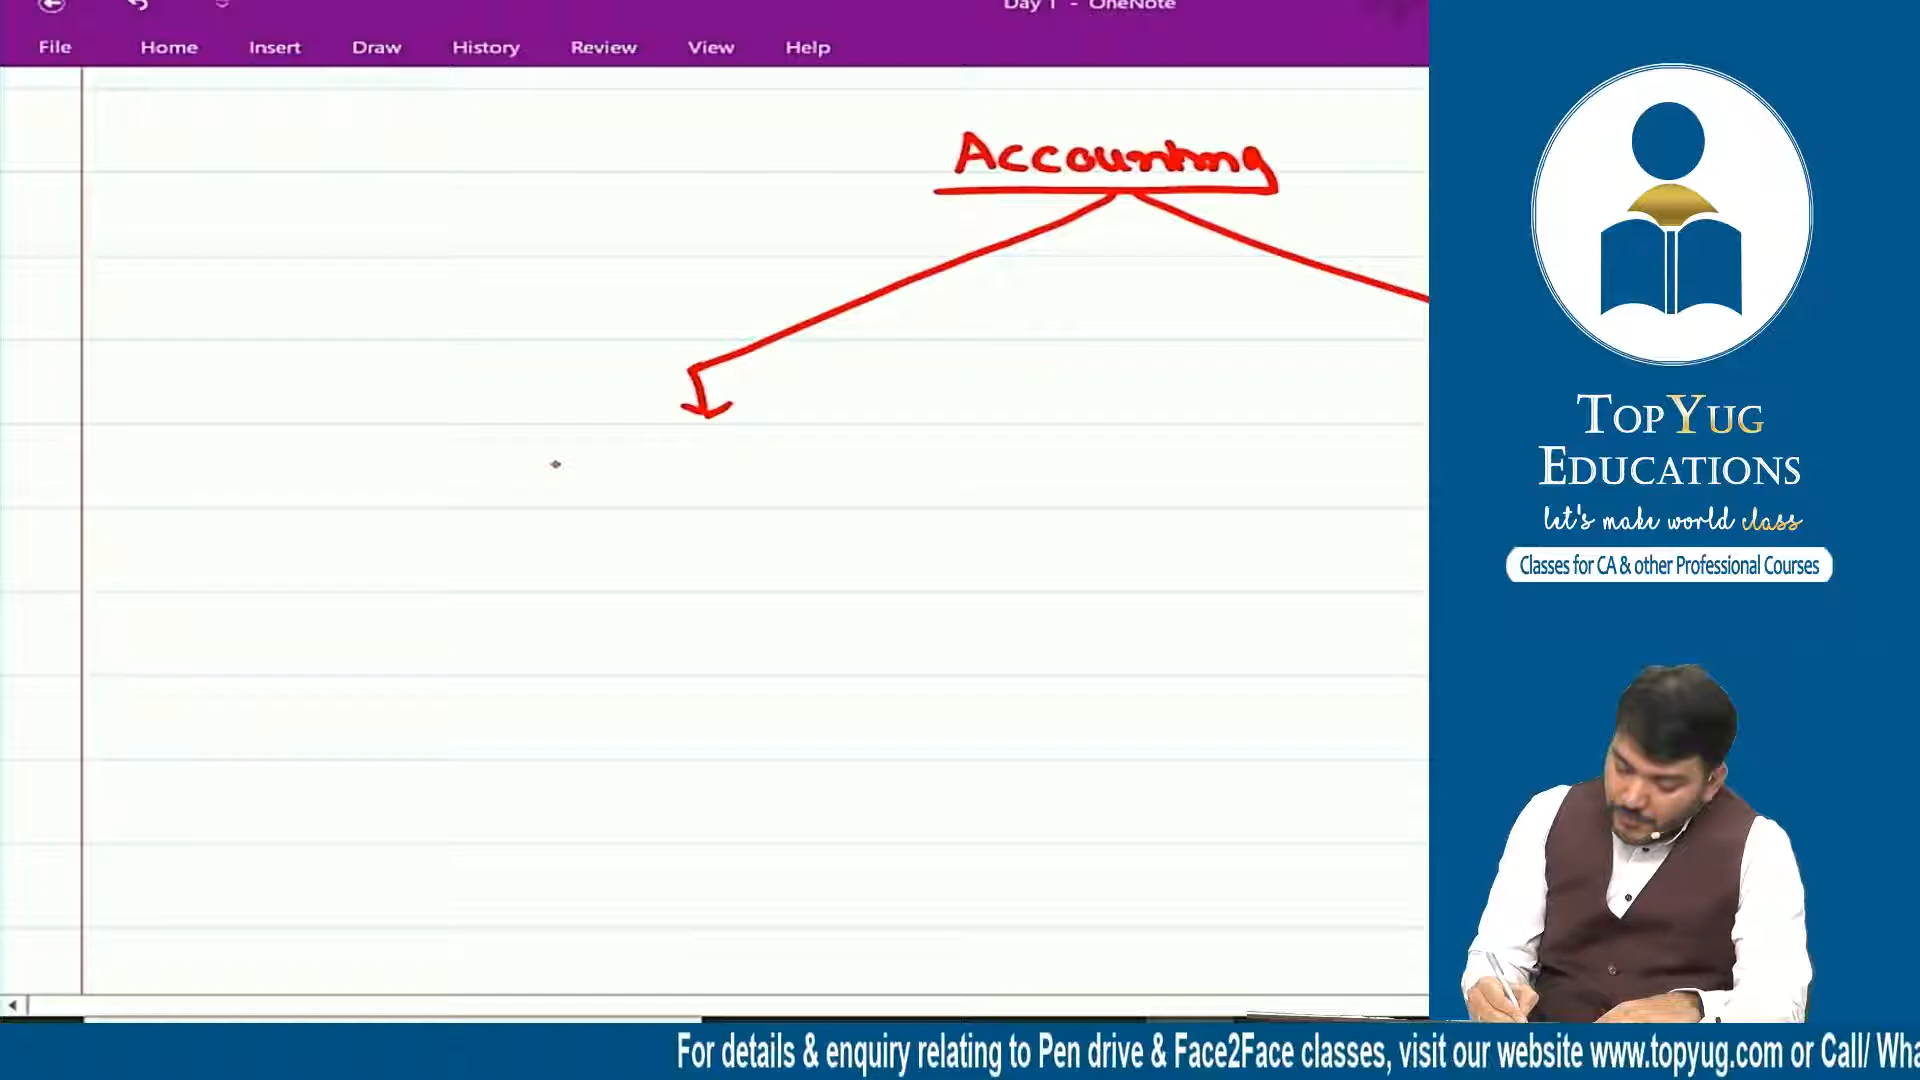 Day 1 - OneNote
File Home Insert Draw History Review View Help
Accounting
TOPYUG
EDUCATIONS
let's make world class
Classes for CA & other Professional Courses
For details & enquiry relating to Pen drive & Face2Face classes, visit our website www.topyug.com or Call/ Wha